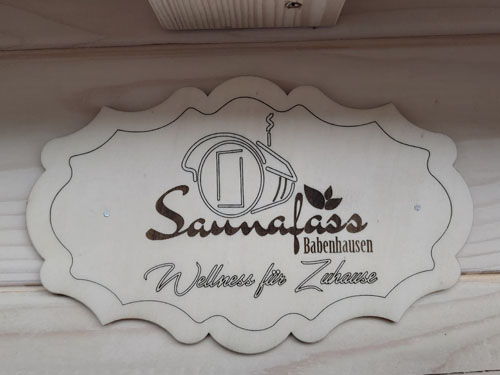 Saunafass
Babenhausen
Wellness für Zuhause